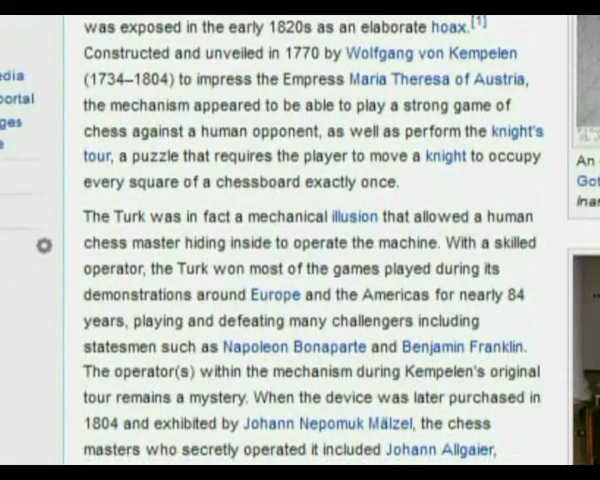 was exposed in the early 1820s as an elaborate hoax.[1]
Constructed and unveiled in 1770 by Wolfgang von Kempelen
(1734–1804) to impress the Empress Maria Theresa of Austria,
the mechanism appeared to be able to play a strong game of
chess against a human opponent, as well as perform the knight's
tour, a puzzle that requires the player to move a knight to occupy
every square of a chessboard exactly once.
The Turk was in fact a mechanical illusion that allowed a human
chess master hiding inside to operate the machine. With a skilled
operator, the Turk won most of the games played during its
demonstrations around Europe and the Americas for nearly 84
years, playing and defeating many challengers including
statesmen such as Napoleon Bonaparte and Benjamin Franklin.
The operator(s) within the mechanism during Kempelen's original
tour remains a mystery. When the device was later purchased in
1804 and exhibited by Johann Nepomuk Mälzel, the chess
masters who secretly operated it included Johann Allgaier,
An